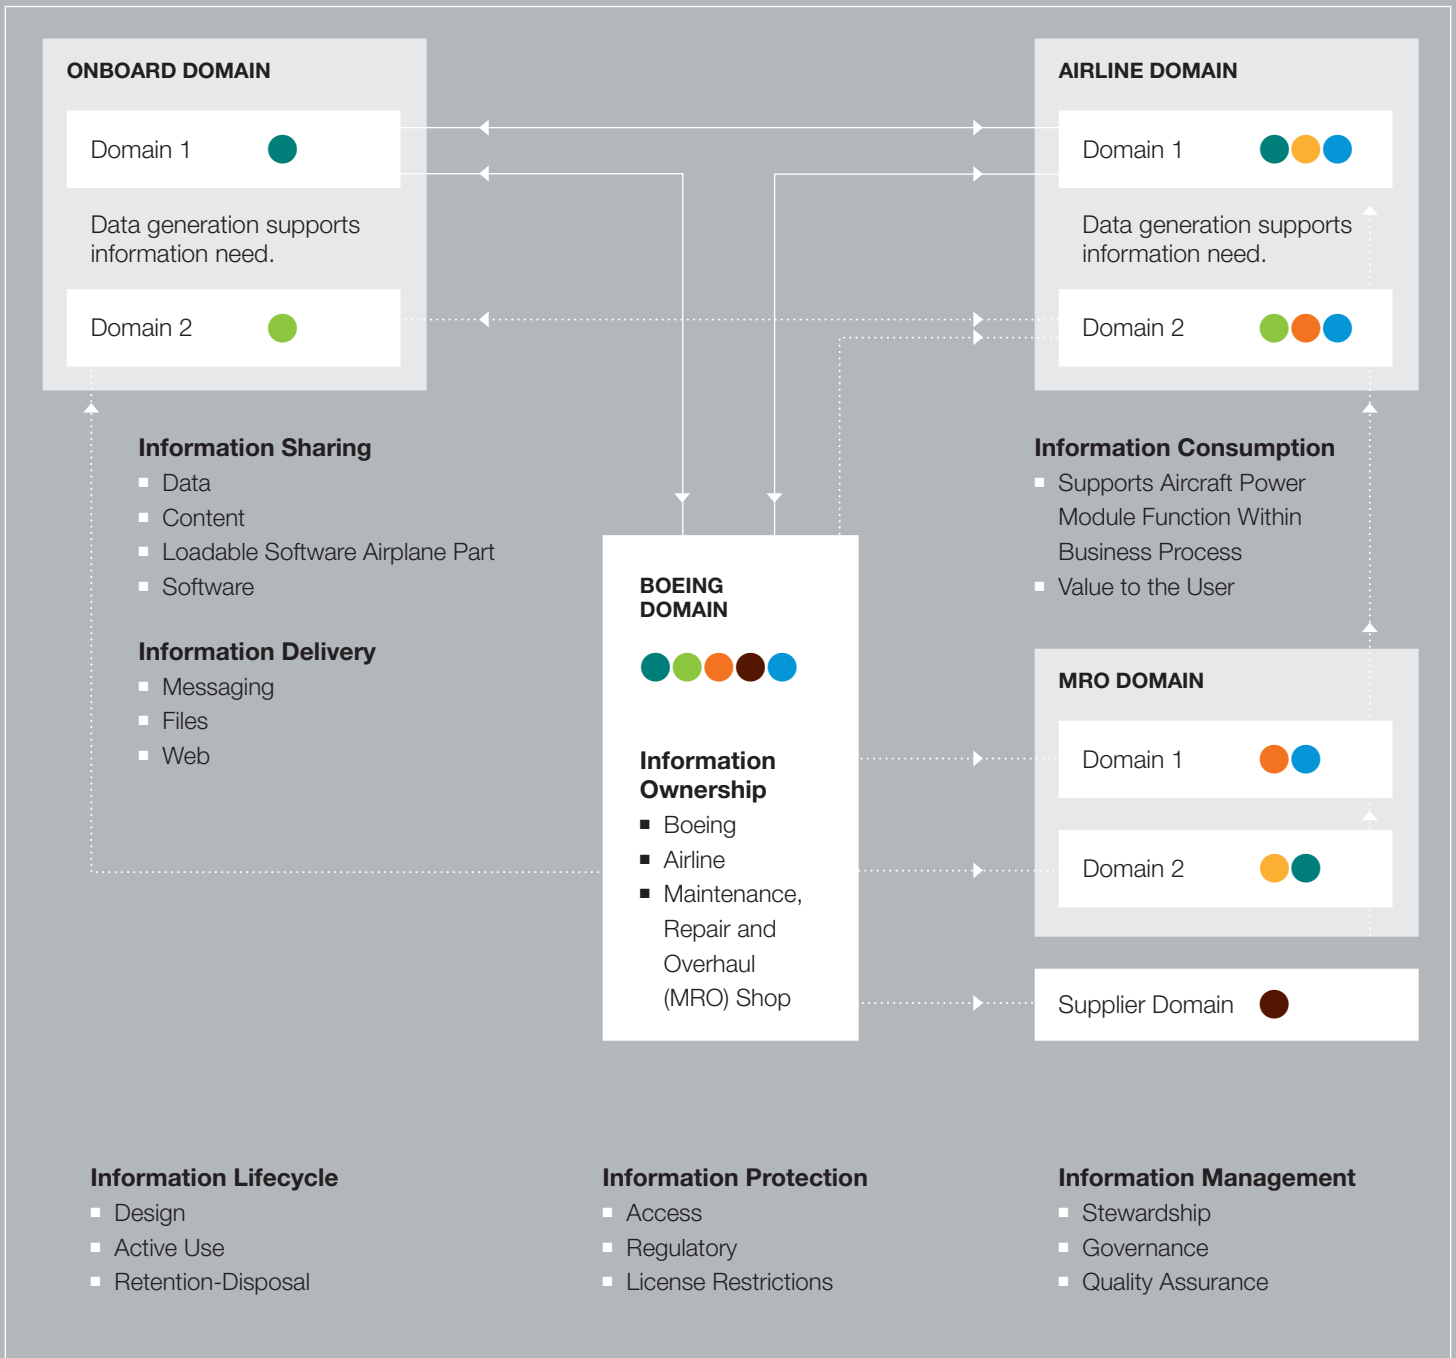 ONBOARD DOMAIN
Domain 1
Data generation supports
information need.
Domain 2
AIRLINE DOMAIN
Domain 1
Data generation supports
information need.
Domain 2
Information Sharing
Data
Content
Loadable Software Airplane Part
Software
Information Delivery
Messaging
Files
Web
BOEING
DOMAIN
Information
Ownership
Boeing
Airline
Maintenance,
Repair and
Overhaul
(MRO) Shop
Information Consumption
Supports Aircraft Power
Module Function Within
Business Process
Value to the User
MRO DOMAIN
Domain 1
Domain 2
Supplier Domain
Information Lifecycle
Design
Active Use
Retention-Disposal
Information Protection
Access
Regulatory
License Restrictions
Information Management
Stewardship
Governance
Quality Assurance